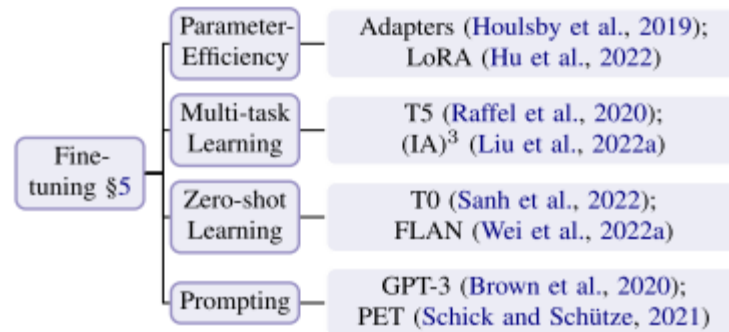 Fine-
tuning §5
Parameter-
Efficiency
Adapters (Houlsby et al., 2019);
LoRA (Hu et al., 2022)
Multi-task
Learning
T5 (Raffel et al., 2020);
(IA)³ (Liu et al., 2022a)
Zero-shot
Learning
T0 (Sanh et al., 2022);
FLAN (Wei et al., 2022a)
Prompting
GPT-3 (Brown et al., 2020);
PET (Schick and Schütze, 2021)